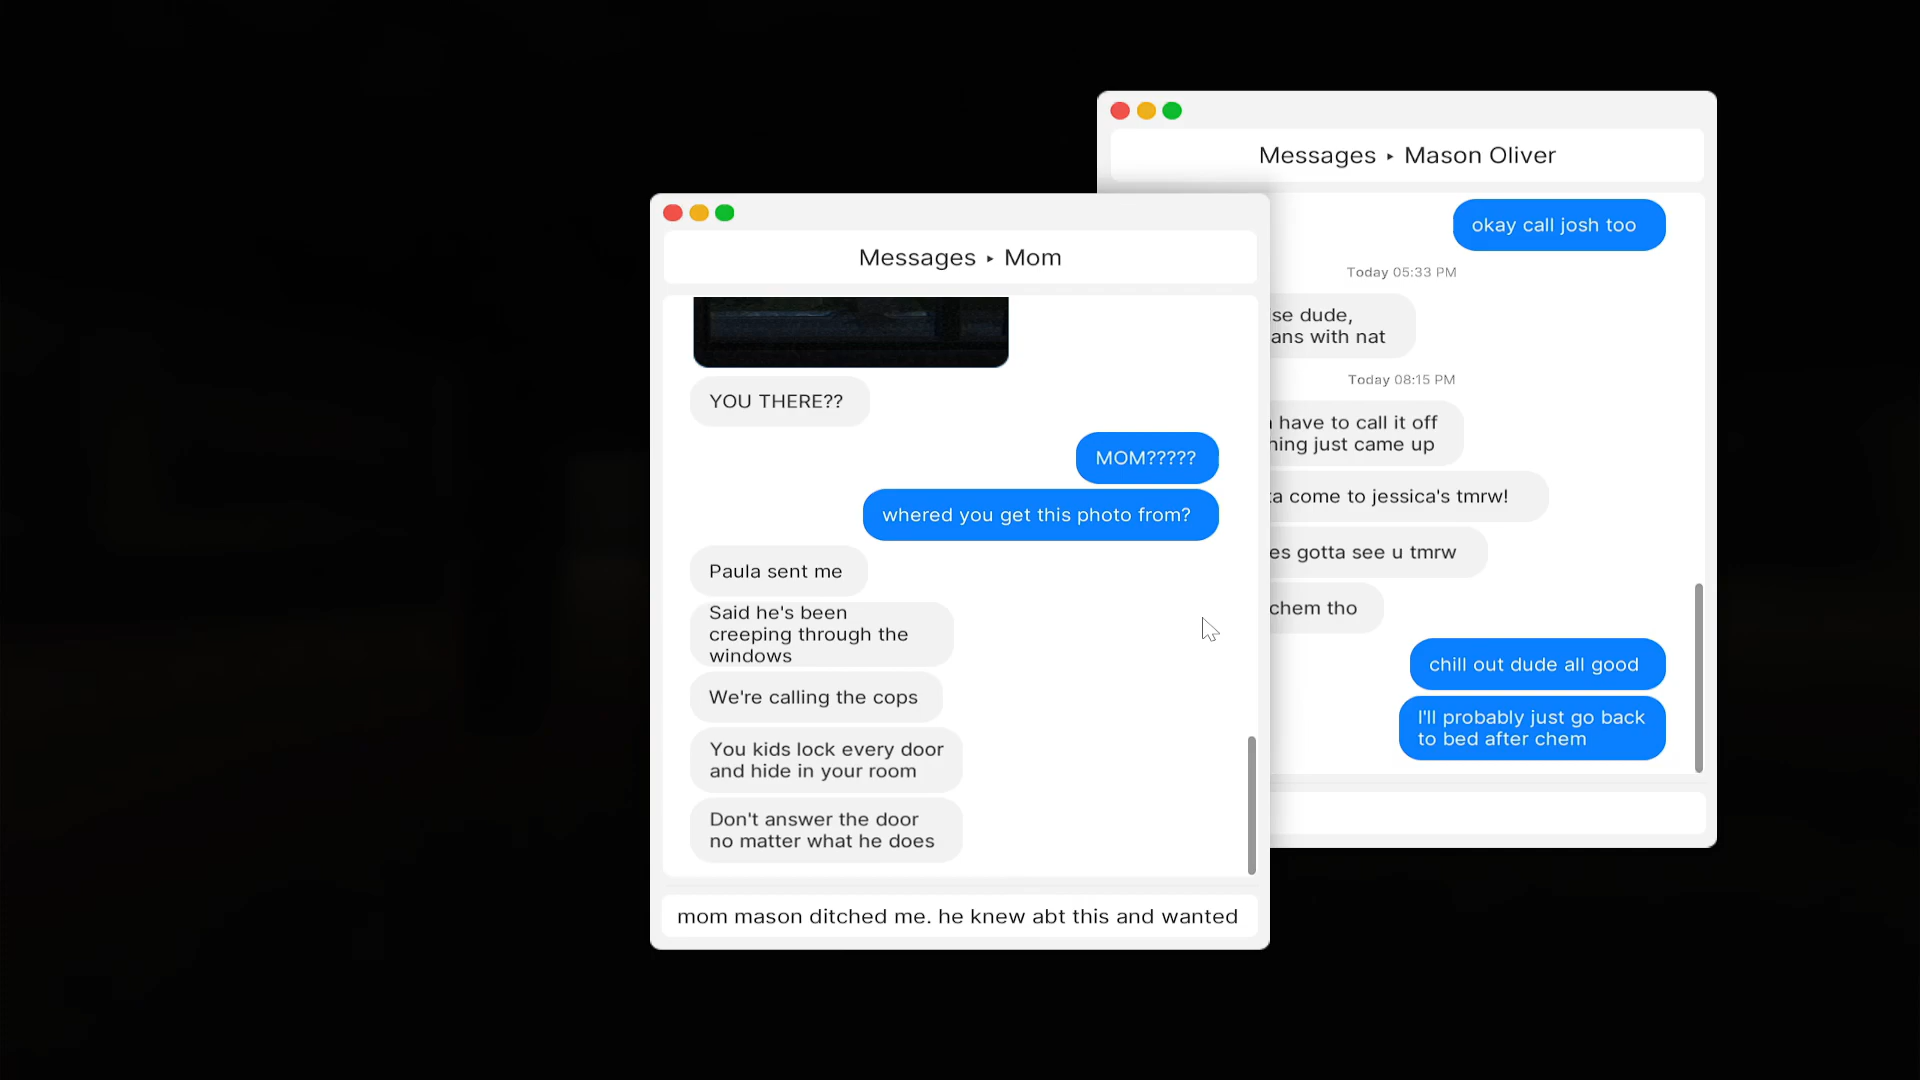 Messages ▸ Mason Oliver
okay call josh too
Today 05:33 PM
se dude,
ans with nat
Today 08:15 PM
have to call it off
ning just came up
ta come to jessica's tmrw!
es gotta see u tmrw
chem tho
chill out dude all good
I'll probably just go back
to bed after chem
Messages ▸ Mom
YOU THERE??
MOM?????
whered you get this photo from?
Paula sent me
Said he's been
creeping through the
windows
We're calling the cops
You kids lock every door
and hide in your room
Don't answer the door
no matter what he does
mom mason ditched me. he knew abt this and wanted